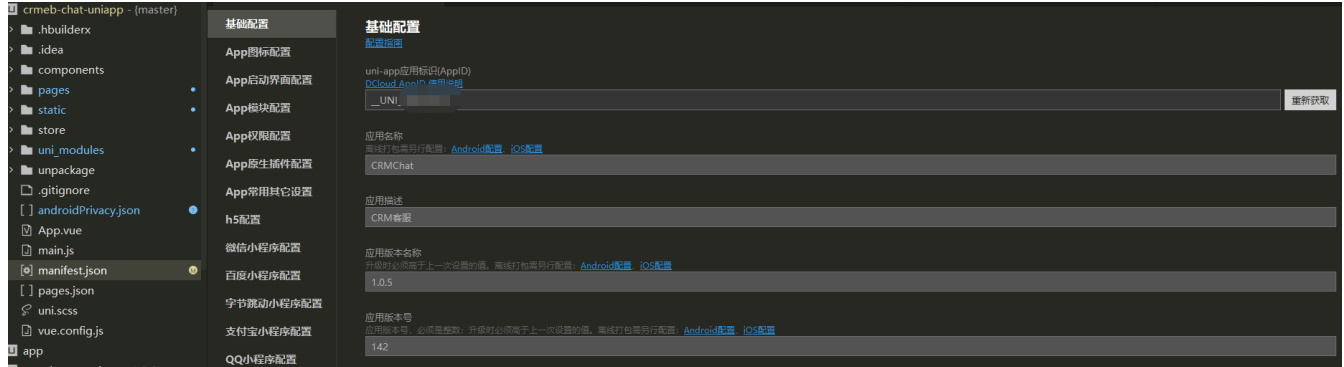 crmeb-chat-uniapp - (master)
.hbuilderx
.idea
components
pages
static
store
uni_modules
unpackage
.gitignore
androidPrivacy.json
App.vue
main.js
manifest.json
pages.json
uni.scss
vue.config.js
app
基础配置
App图标配置
App启动界面配置
App模块配置
App权限配置
App原生插件配置
App常用其它设置
h5配置
微信小程序配置
百度小程序配置
字节跳动小程序配置
支付宝小程序配置
QQ小程序配置
基础配置
配置指南
uni-app应用标识(AppID)
DCloud AppID 使用说明
__UNI_
重新获取
应用名称
离线打包需另行配置：Android配置、iOS配置
CRMChat
应用描述
CRM客服
应用版本名称
升级时必须高于上一次设置的值。离线打包需另行配置：Android配置、iOS配置
1.0.5
应用版本号
应用版本号，必须是整数；升级时必须高于上一次设置的值。离线打包需另行配置：Android配置、iOS配置
142